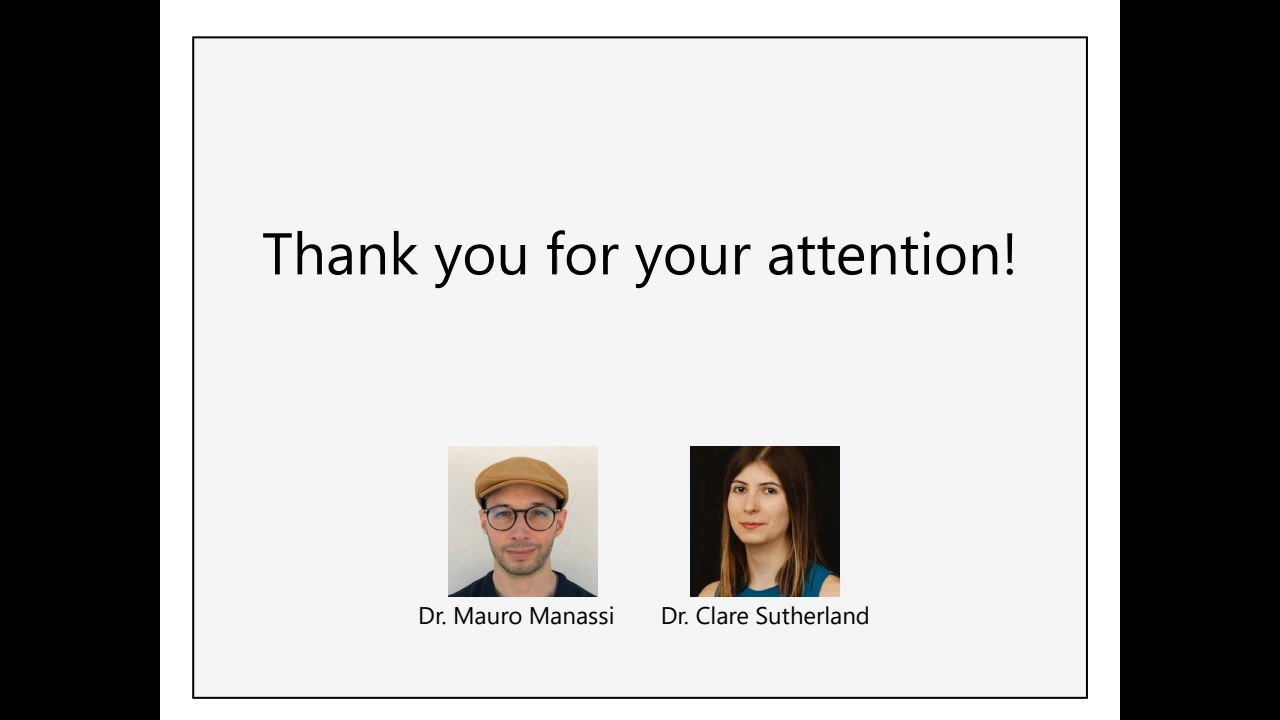 Thank you for your attention!
Dr. Mauro Manassi
Dr. Clare Sutherland